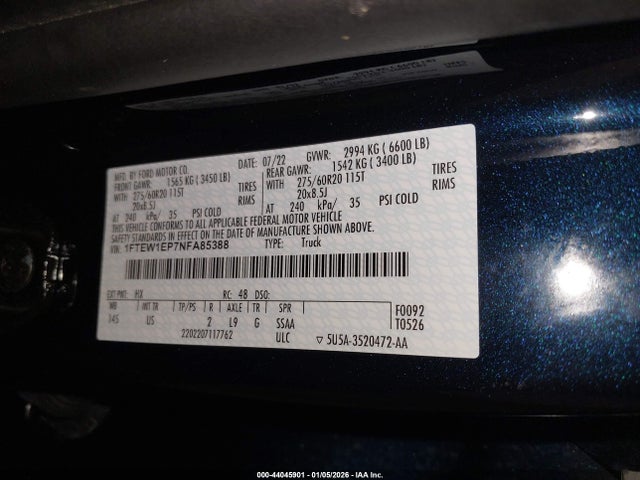 MFD. BY FORD MOTOR CO.
DATE: 07/22 GVWR: 2994 KG ( 6600 LB)
FRONT GAWR: 1565 KG ( 3450 LB) REAR GAWR: 1542 KG ( 3400 LB)
WITH 275/60R20 115T TIRES WITH 275/60R20 115T TIRES
20x8.5J RIMS 20x8.5J RIMS
AT 240 kPa/ 35 PSI COLD AT 240 kPa/ 35 PSI COLD
THIS VEHICLE CONFORMS TO ALL APPLICABLE FEDERAL MOTOR VEHICLE
SAFETY STANDARDS IN EFFECT ON THE DATE OF MANUFACTURE SHOWN ABOVE.
VIN: 1FTEW1EP7NFA85388 TYPE: Truck
EXT PNT: HX RC: 48 DSO:
WB INT TR TP/PS R AXLE TR SPR F0092
145 US 2 L9 G SSAA T0526
2202207117762 ULC ▽ 5U5A-3520472-AA
000-44045901 - 01/05/2026 - IAAI Inc.